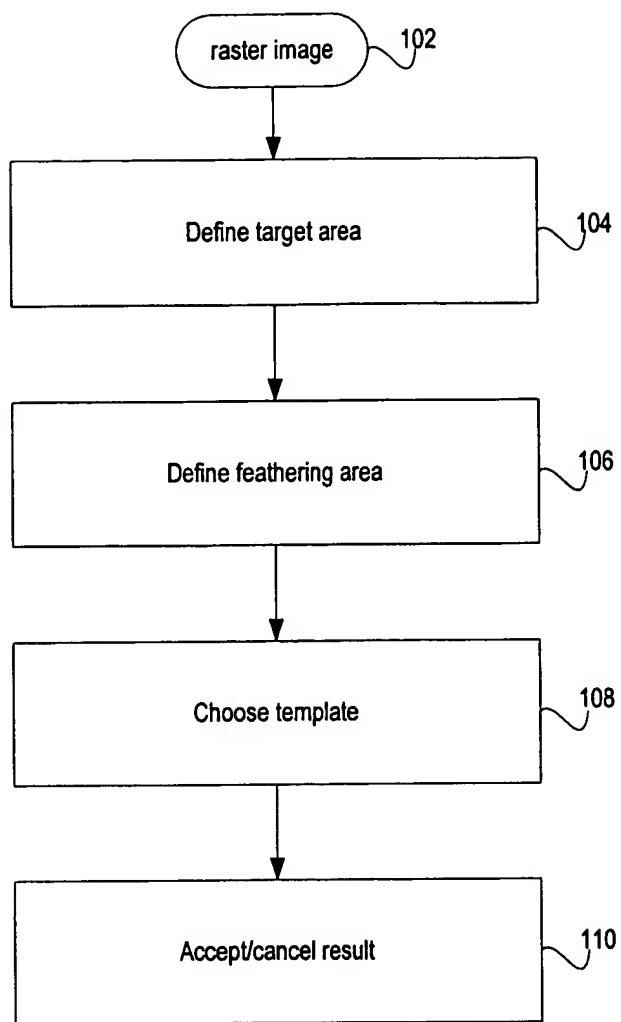 raster image
102
Define target area
104
Define feathering area
106
Choose template
108
Accept/cancel result
110